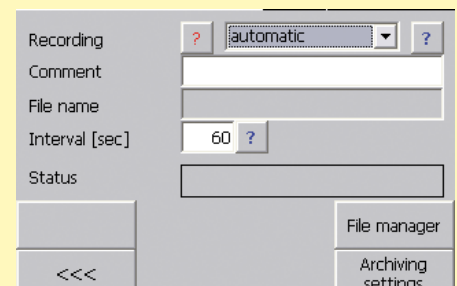 Recording ? automatic ?
Comment
File name
Interval [sec] 60 ?
Status
File manager
<<< Archiving
settings